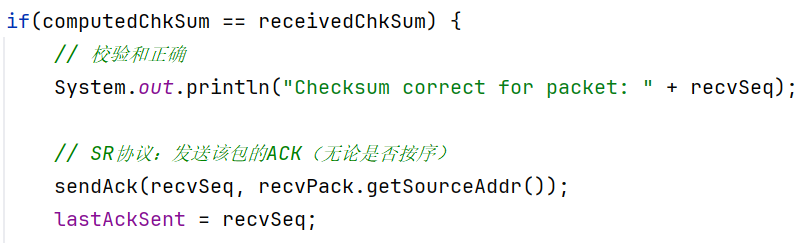 if(computedChkSum == receivedChkSum) {
// 校验和正确
System.out.println("Checksum correct for packet: " + recvSeq);
// SR协议：发送该包的ACK（无论是否按序）
sendAck(recvSeq, recvPack.getSourceAddr());
lastAckSent = recvSeq;